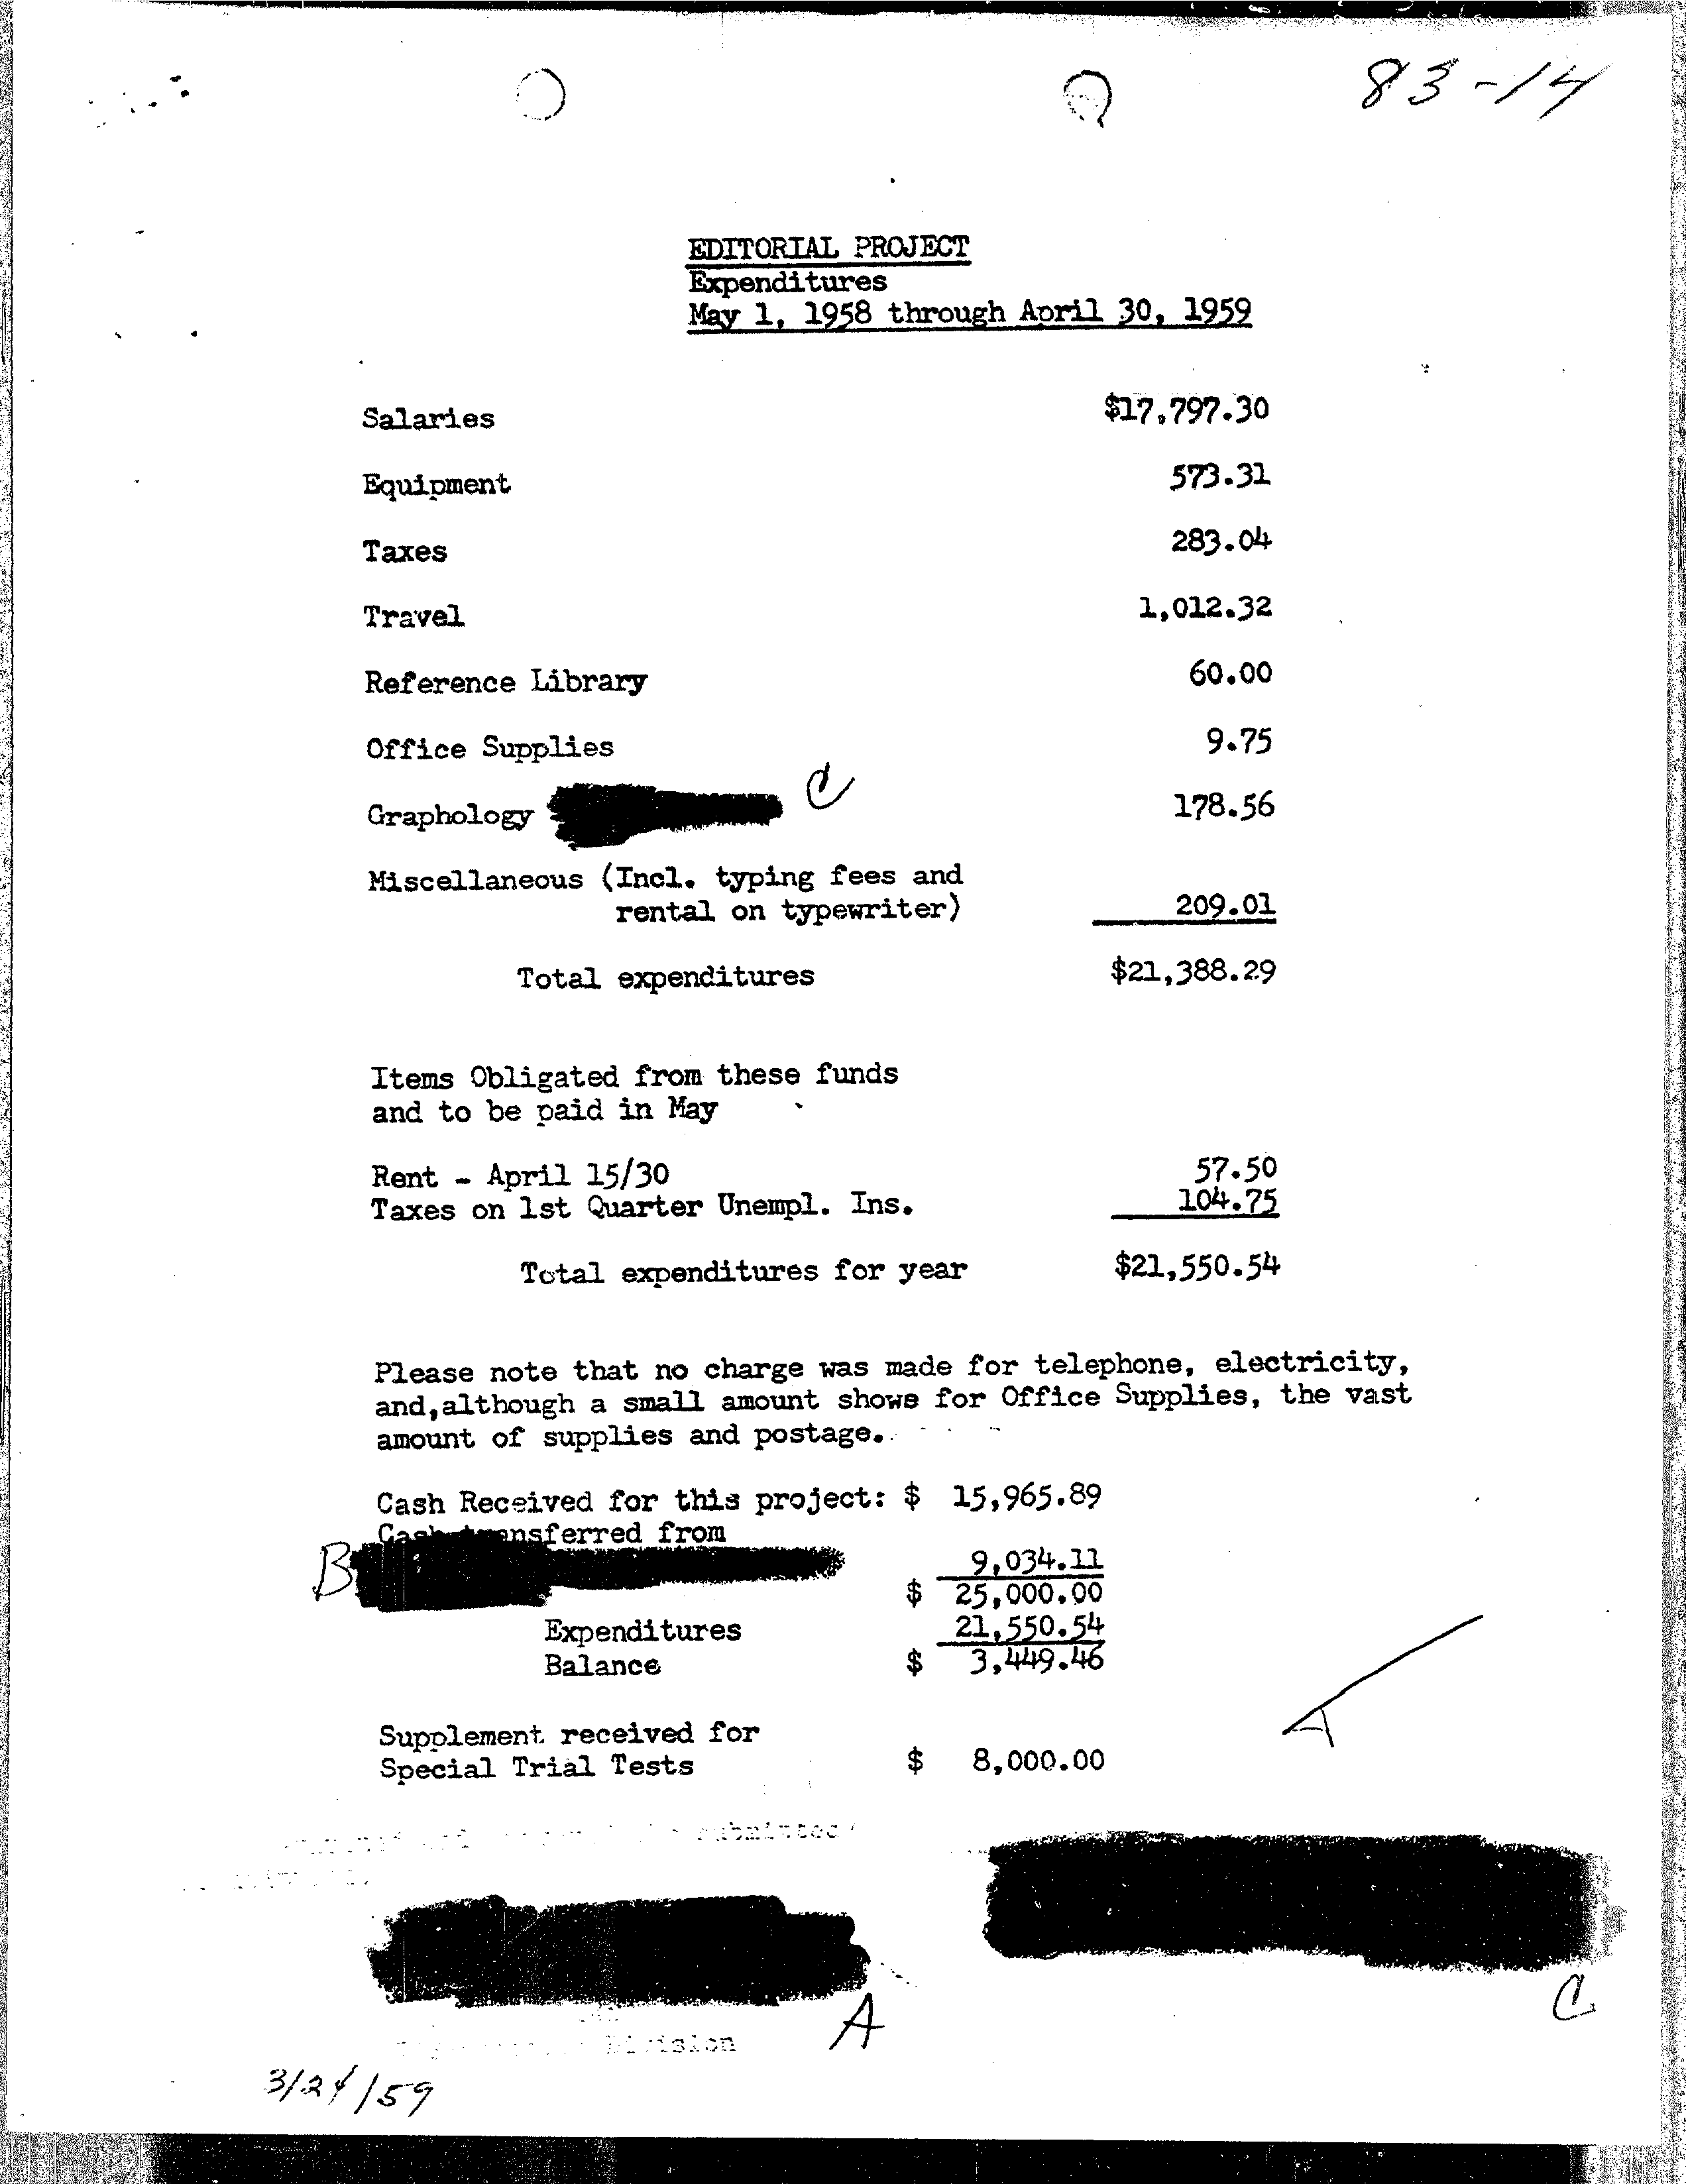 83-14
EDITORIAL PROJECT
Expenditures
May 1, 1958 through April 30, 1959
Salaries $17,797.30
Equipment 573.31
Taxes 283.04
Travel 1,012.32
Reference Library 60.00
Office Supplies 9.75
Graphology C 178.56
Miscellaneous (Incl. typing fees and
rental on typewriter) 209.01
Total expenditures $21,388.29
Items Obligated from these funds
and to be paid in May
Rent - April 15/30 57.50
Taxes on 1st Quarter Unempl. Ins. 104.75
Total expenditures for year $21,550.54
Please note that no charge was made for telephone, electricity,
and,although a small amount shows for Office Supplies, the vast
amount of supplies and postage.
Cash Received for this project: $ 15,965.89
Cash transferred from
B 9,034.11
$ 25,000.00
Expenditures 21,550.54
Balance $ 3,449.46
Supplement received for
Special Trial Tests $ 8,000.00
submitted
C
A
Division
3/24/59